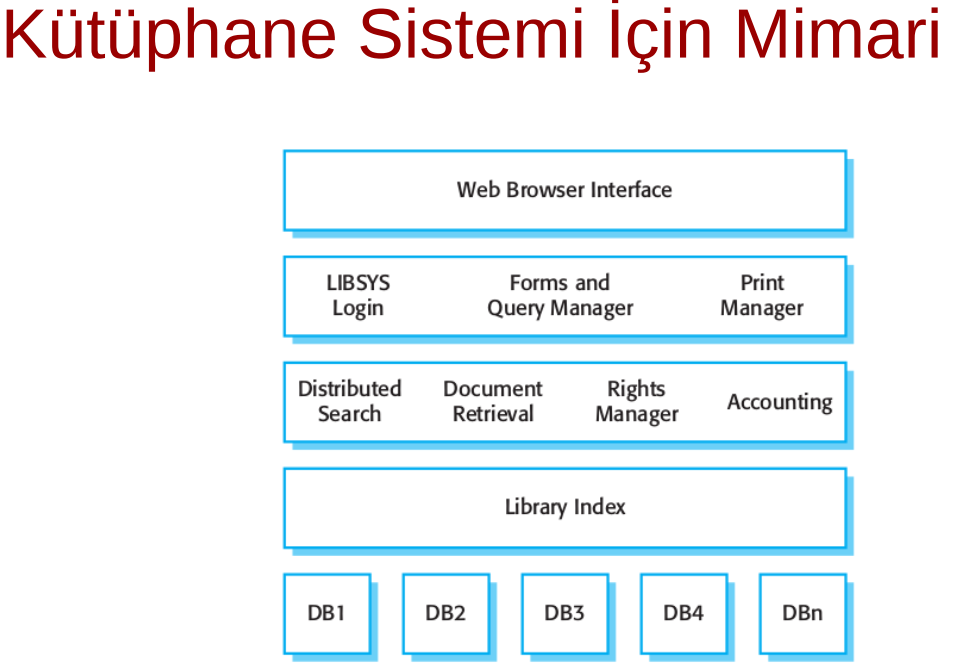 Kütüphane Sistemi İçin Mimari
Web Browser Interface
LIBSYS
Login
Forms and
Query Manager
Print
Manager
Distributed
Search
Document
Retrieval
Rights
Manager
Accounting
Library Index
DB1
DB2
DB3
DB4
DBn